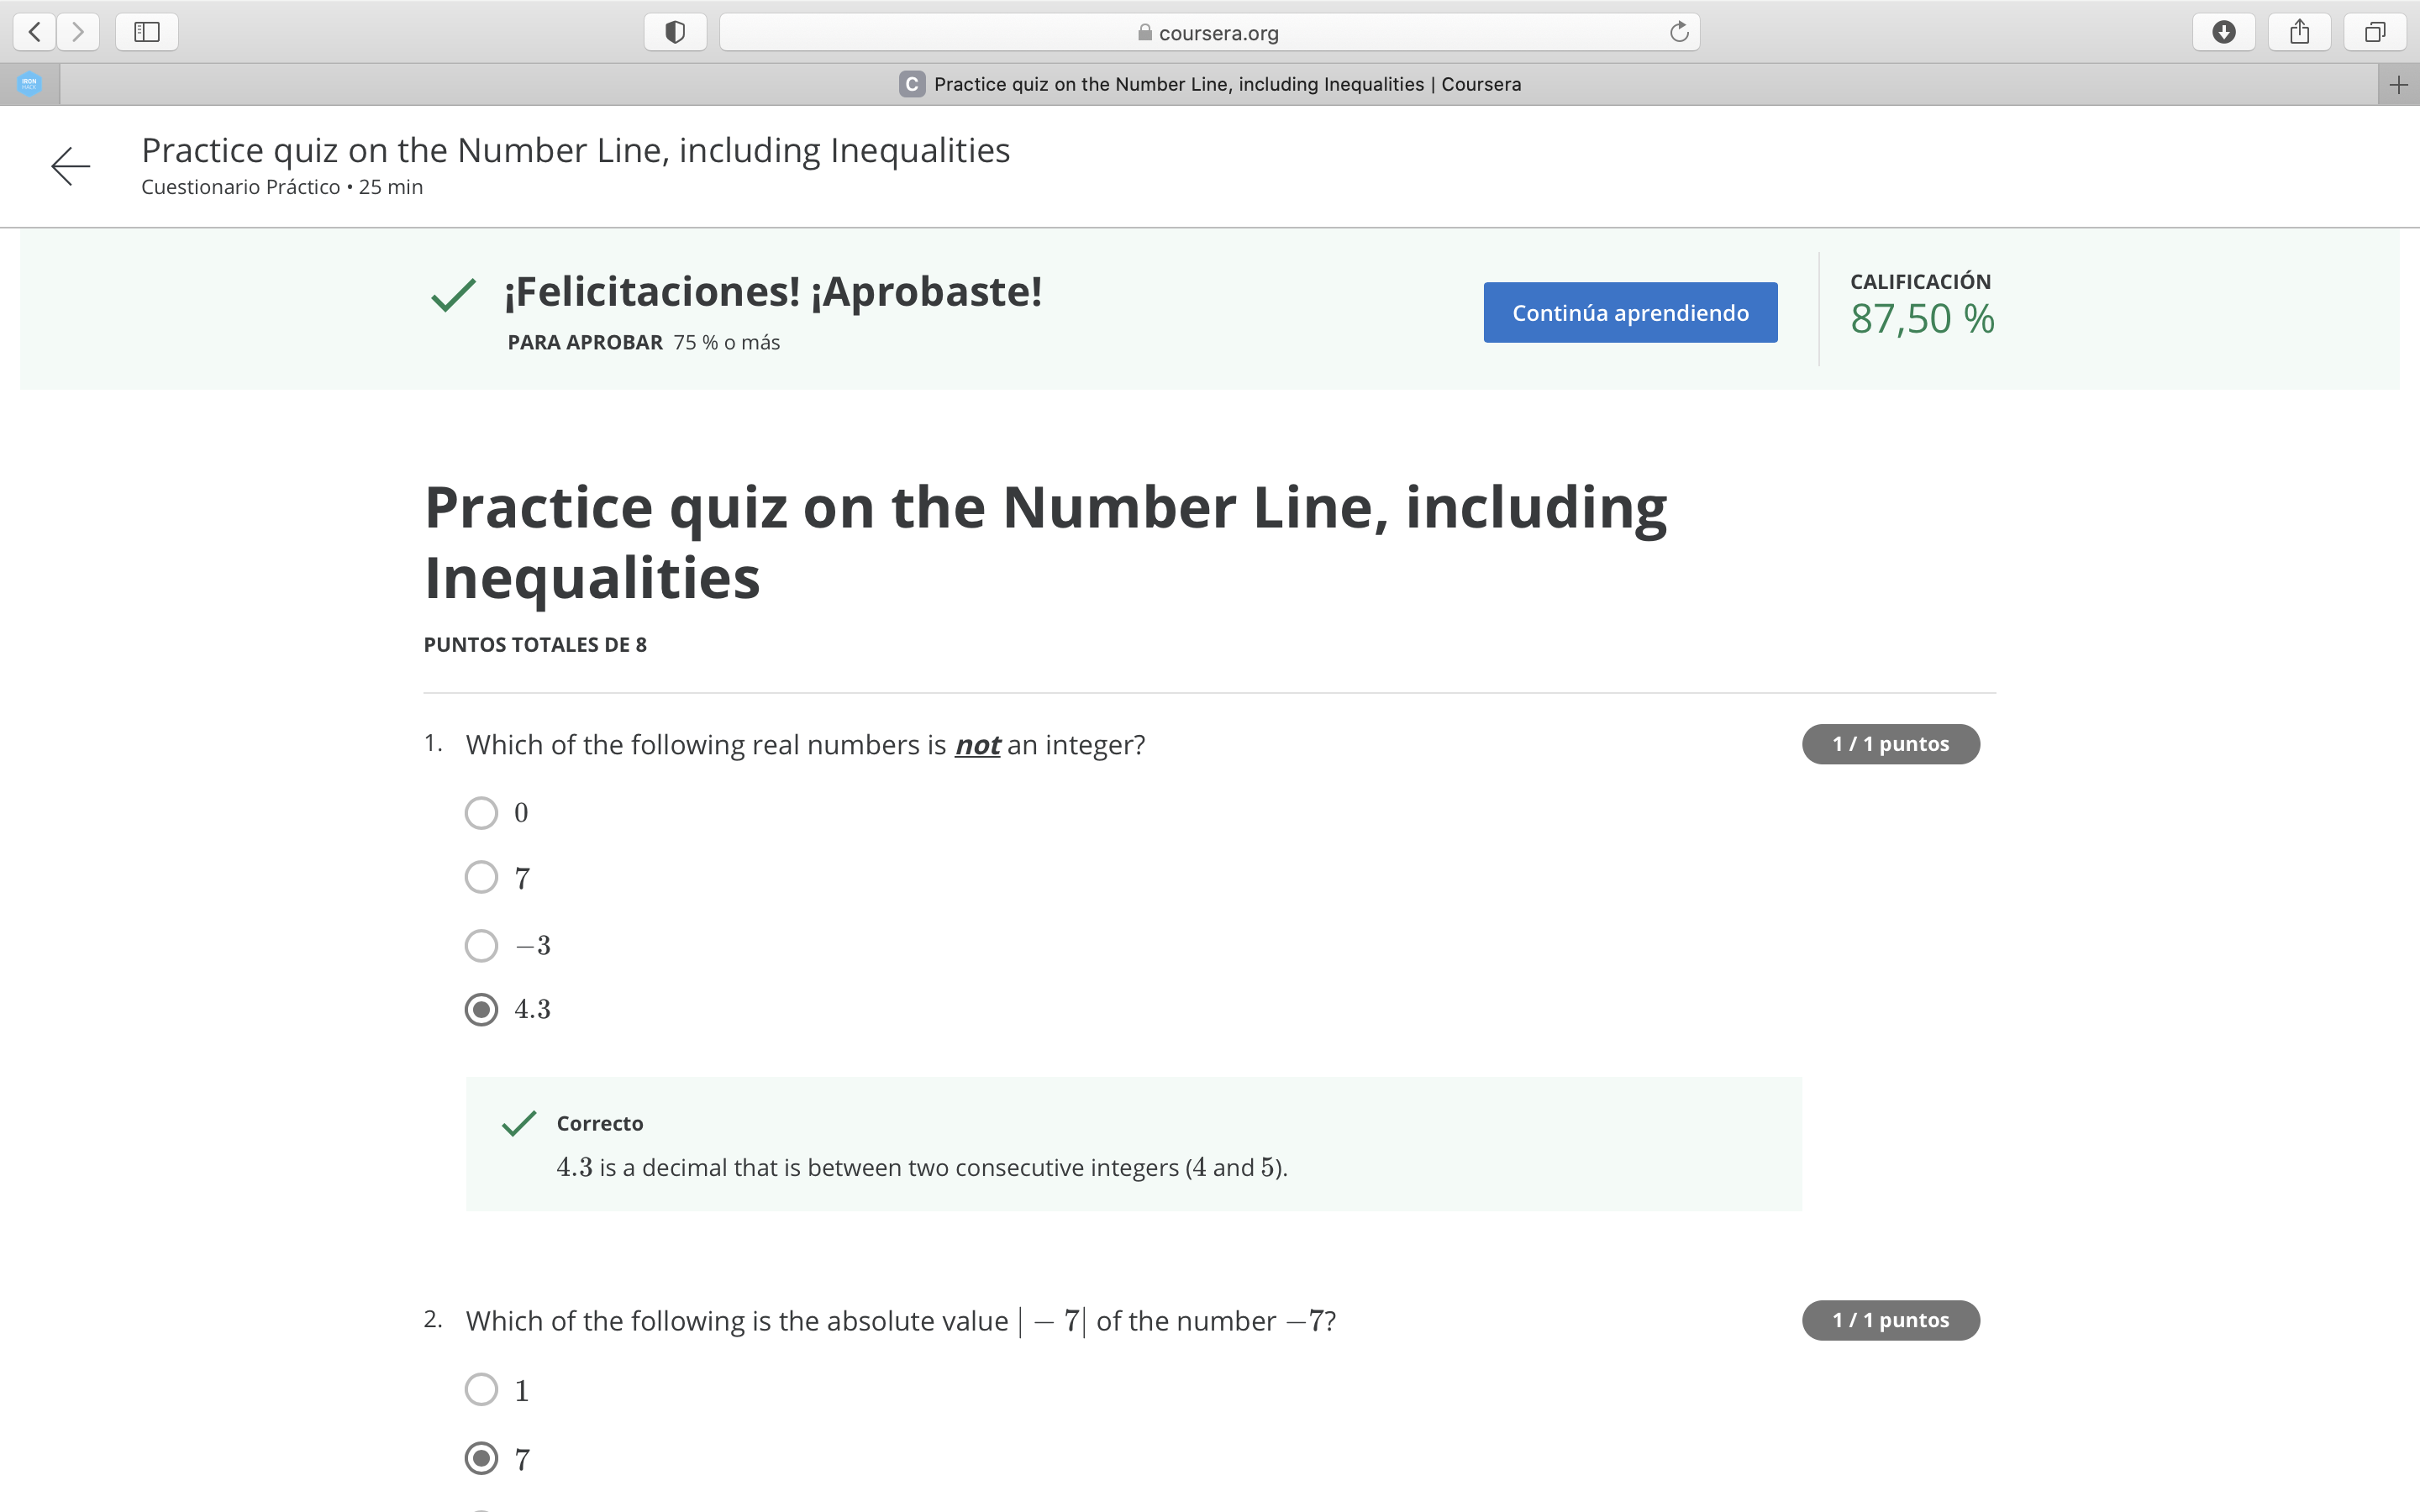 coursera.org
IRON
HACK
C Practice quiz on the Number Line, including Inequalities | Coursera
Practice quiz on the Number Line, including Inequalities
Cuestionario Práctico • 25 min
¡Felicitaciones! ¡Aprobaste!
PARA APROBAR 75 % o más
Continúa aprendiendo
CALIFICACIÓN
87,50 %
Practice quiz on the Number Line, including
Inequalities
PUNTOS TOTALES DE 8
1. Which of the following real numbers is not an integer?
1 / 1 puntos
0
7
−3
4.3
Correcto
4.3 is a decimal that is between two consecutive integers (4 and 5).
2. Which of the following is the absolute value | − 7| of the number −7?
1 / 1 puntos
1
7